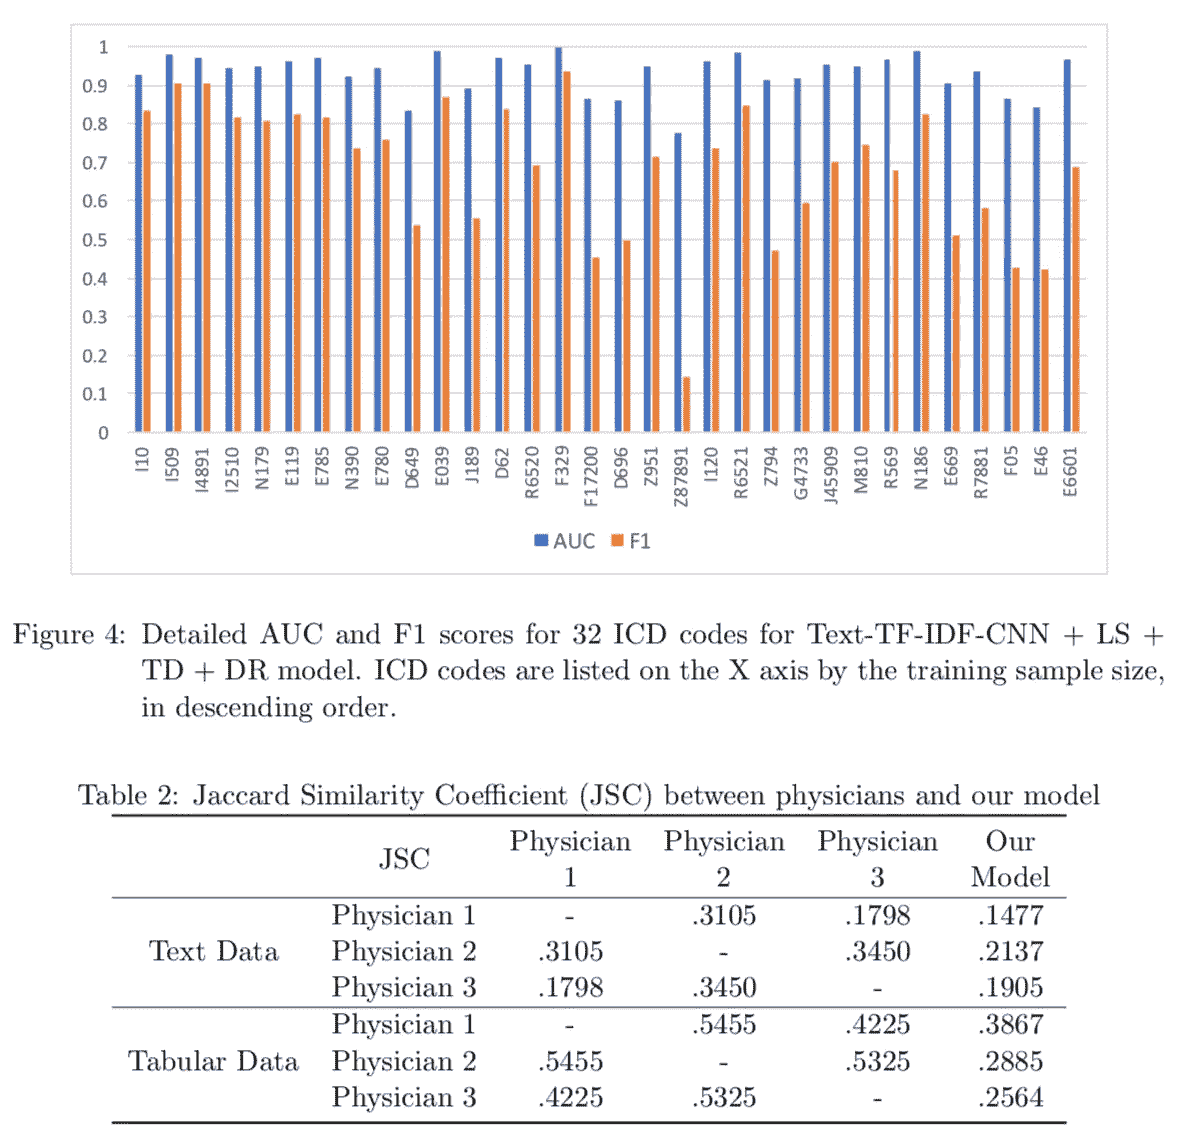 1
0.9
0.8
0.7
0.6
0.5
0.4
0.3
0.2
0.1
0
I10 I509 I4891 I2510 N179 E119 E785 N390 E780 D649 E039 J189 D62 R6520 F329 F17200 D696 Z951 Z87891 I120 R6521 Z794 G4733 J45909 M810 R569 N186 E669 R7881 F05 E46 E6601
AUC F1
Figure 4: Detailed AUC and F1 scores for 32 ICD codes for Text-TF-IDF-CNN + LS +
TD + DR model. ICD codes are listed on the X axis by the training sample size,
in descending order.
Table 2: Jaccard Similarity Coefficient (JSC) between physicians and our model
JSC Physician 1 Physician 2 Physician 3 Our Model
Text Data
Physician 1 - .3105 .1798 .1477
Physician 2 .3105 - .3450 .2137
Physician 3 .1798 .3450 - .1905
Tabular Data
Physician 1 - .5455 .4225 .3867
Physician 2 .5455 - .5325 .2885
Physician 3 .4225 .5325 - .2564